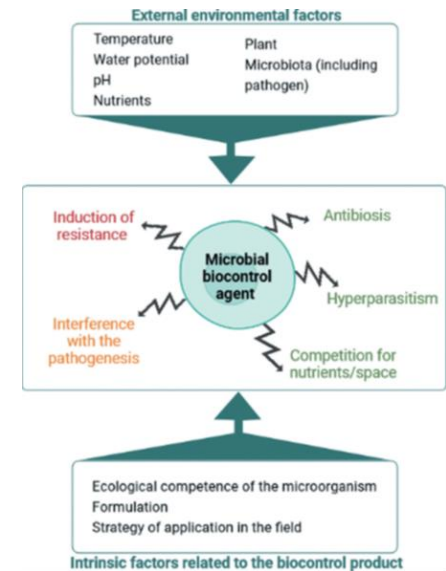 External environmental factors
Temperature
Water potential
pH
Nutrients
Plant
Microbiota (including
pathogen)
Induction of
resistance
Antibiosis
Microbial
biocontrol
agent
Hyperparasitism
Interference
with the
pathogenesis
Competition for
nutrients/space
Ecological competence of the microorganism
Formulation
Strategy of application in the field
Intrinsic factors related to the biocontrol product